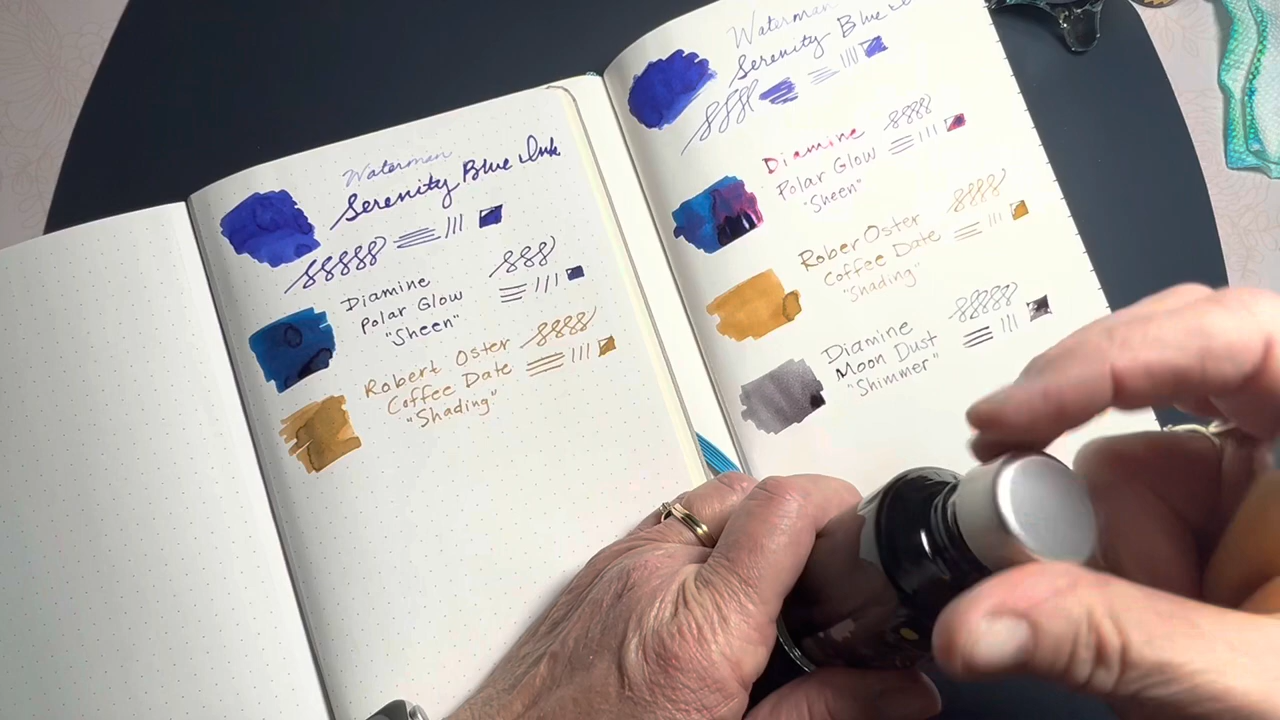 Waterman
Serenity Blue Ink
Diamine
Polar Glow
"Sheen"
Robert Oster
Coffee Date
"Shading"
Waterman
Serenity Blue
Diamine
Polar Glow
"Sheen"
Rober Oster
Coffee Date
"Shading"
Diamine
Moon Dust
"Shimmer"